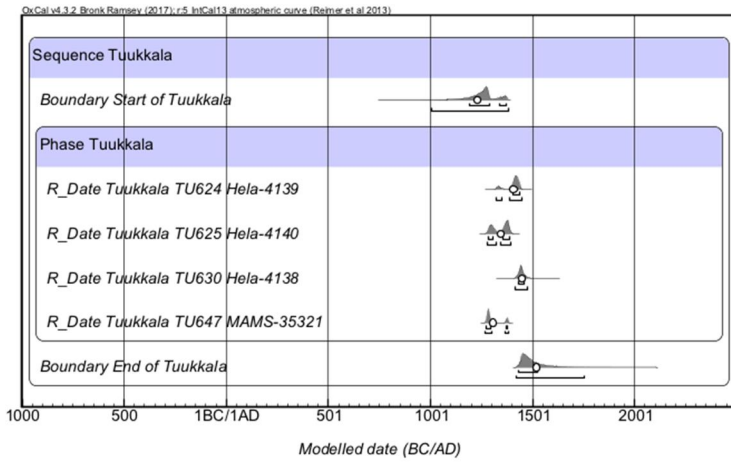 OxCal v4.3.2 Bronk Ramsey (2017); r:5 IntCal13 atmospheric curve (Reimer et al 2013)
Sequence Tuukkala
Boundary Start of Tuukkala
Phase Tuukkala
R_Date Tuukkala TU624 Hela-4139
R_Date Tuukkala TU625 Hela-4140
R_Date Tuukkala TU630 Hela-4138
R_Date Tuukkala TU647 MAMS-35321
Boundary End of Tuukkala
1000 500 1BC/1AD 501 1001 1501 2001
Modelled date (BC/AD)